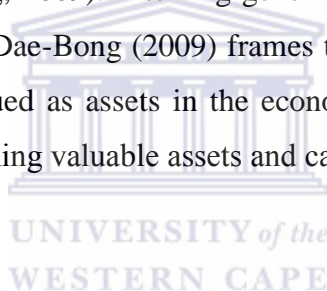 Dae-Bong (2009) frames t
ued as assets in the econo
ing valuable assets and ca
UNIVERSITY of the
WESTERN CAPE